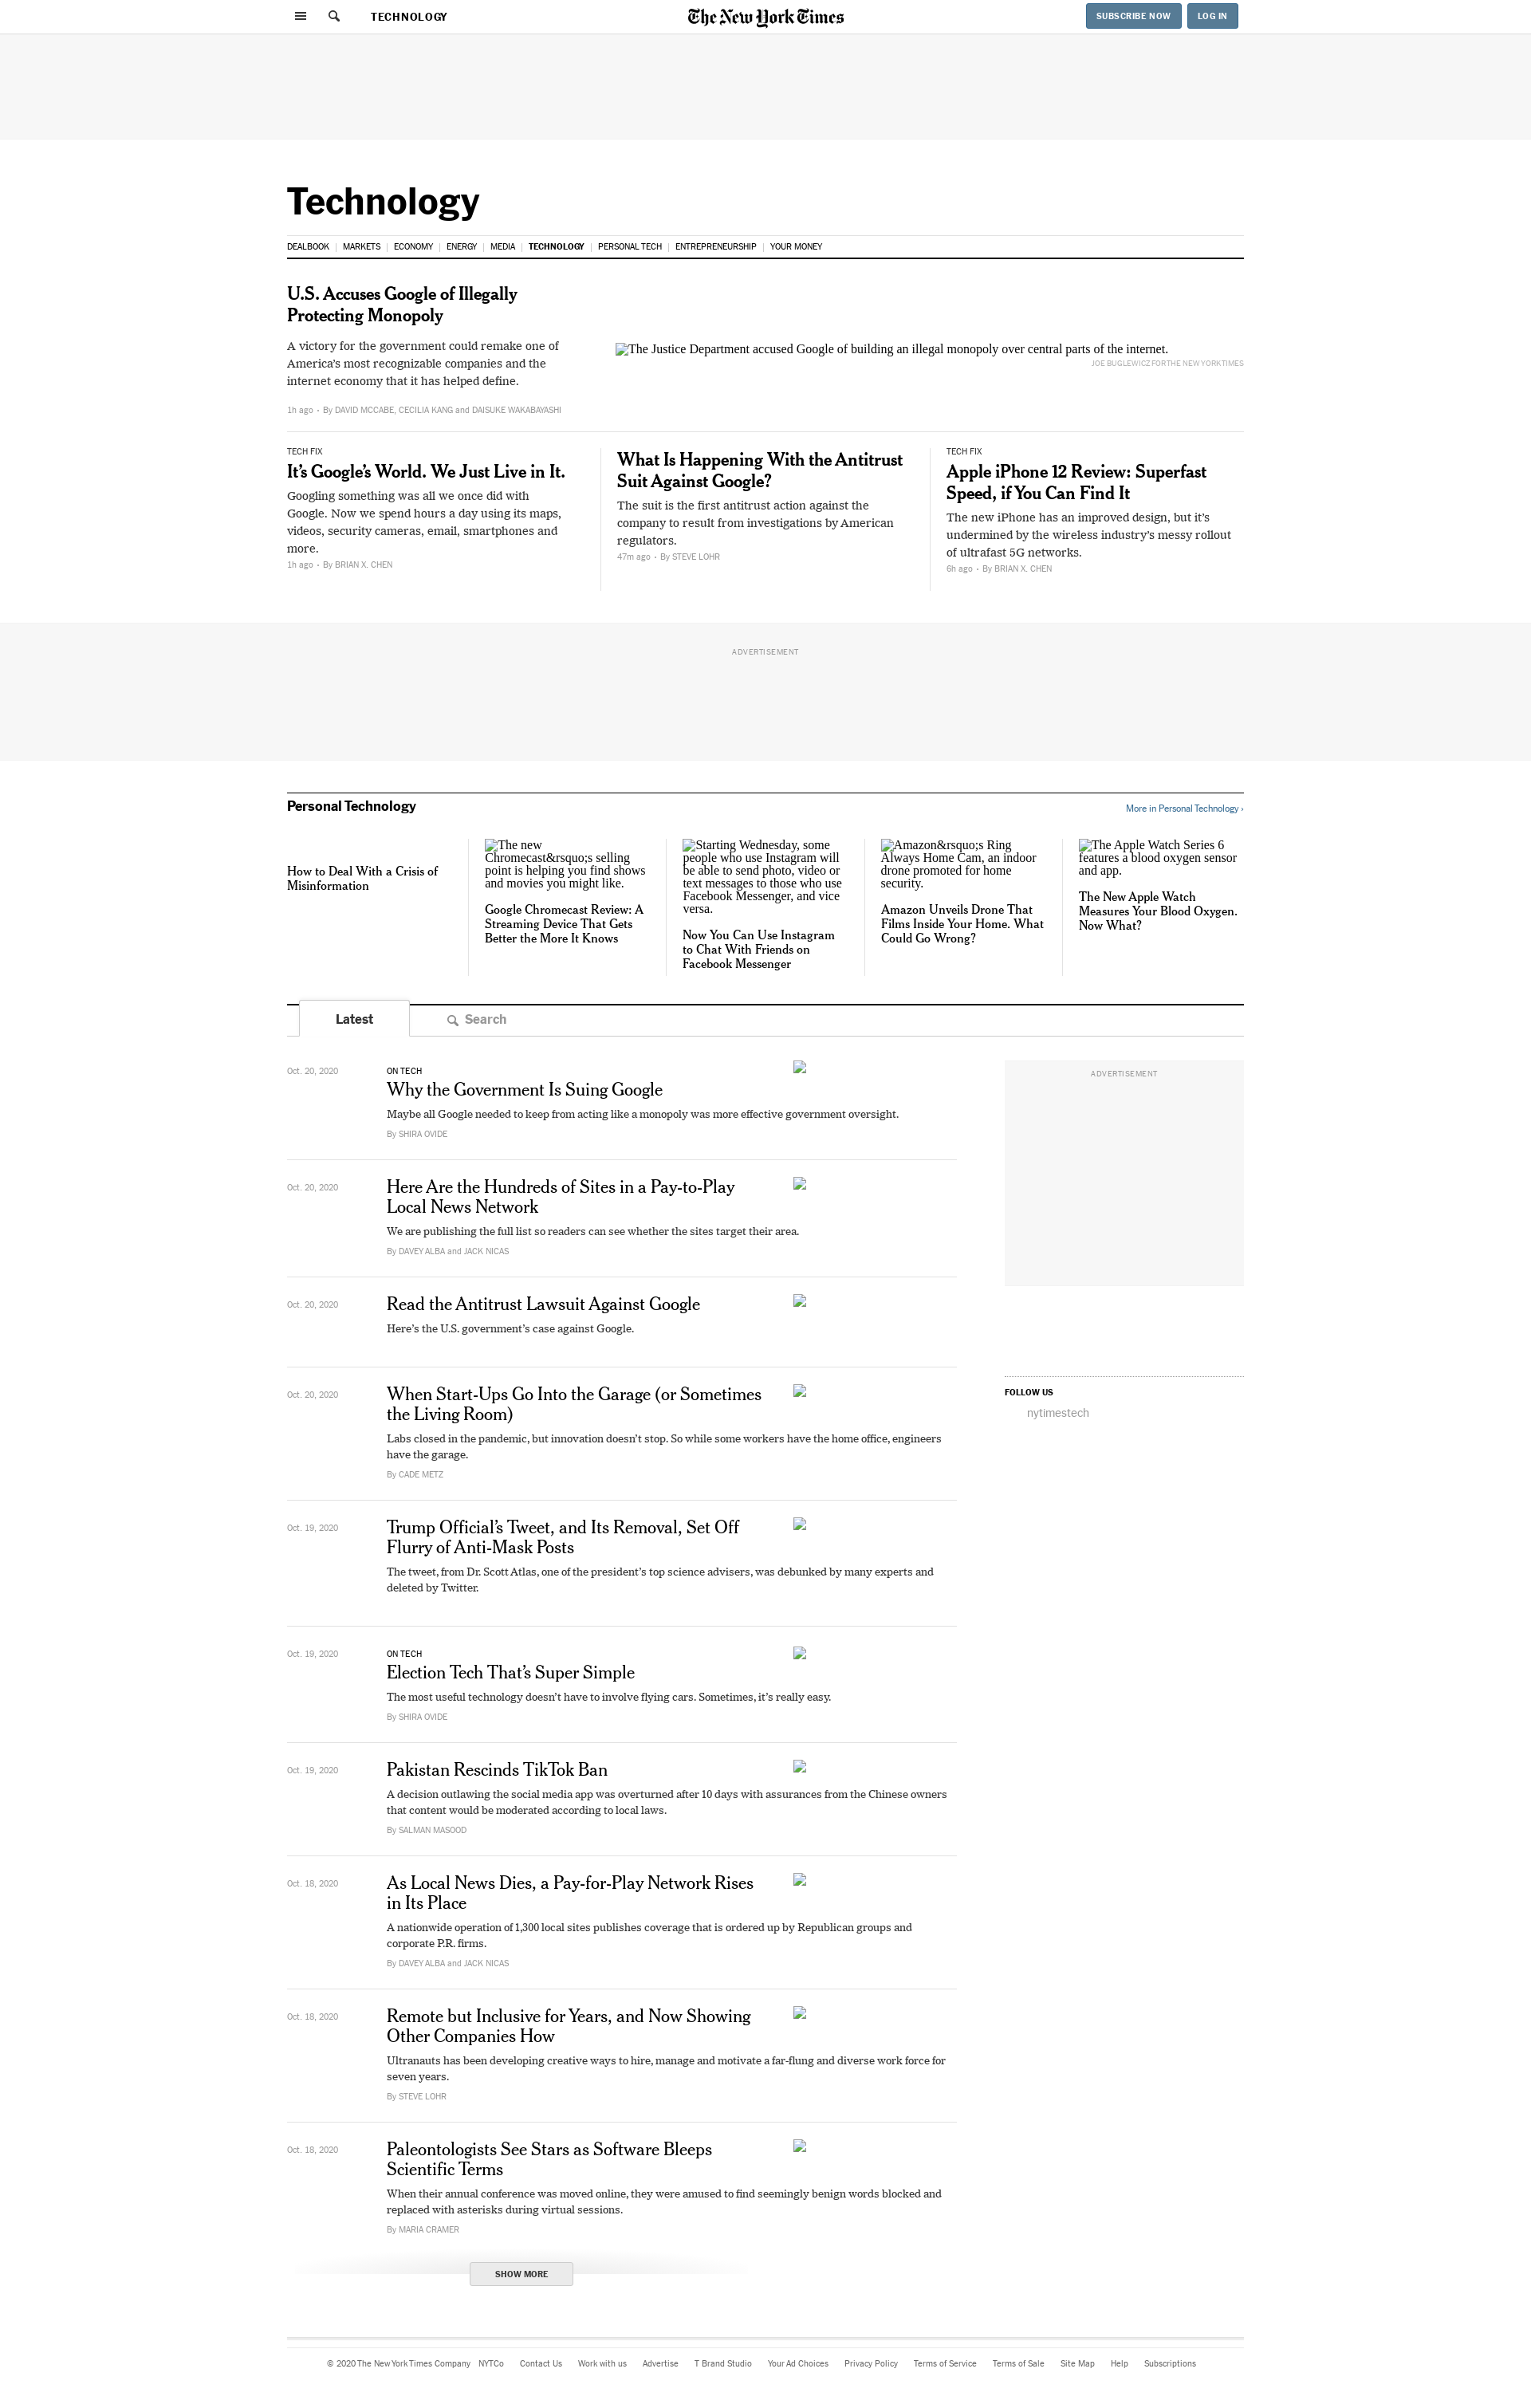 TECHNOLOGY
The New York Times
SUBSCRIBE NOW
LOG IN
Technology
DEALBOOK | MARKETS | ECONOMY | ENERGY | MEDIA | TECHNOLOGY | PERSONAL TECH | ENTREPRENEURSHIP | YOUR MONEY
U.S. Accuses Google of Illegally
Protecting Monopoly
A victory for the government could remake one of
America’s most recognizable companies and the
internet economy that it has helped define.
1h ago • By DAVID MCCABE, CECILIA KANG and DAISUKE WAKABAYASHI
The Justice Department accused Google of building an illegal monopoly over central parts of the internet.
JOE BUGLEWICZ FOR THE NEW YORK TIMES
TECH FIX
It’s Google’s World. We Just Live in It.
Googling something was all we once did with
Google. Now we spend hours a day using its maps,
videos, security cameras, email, smartphones and
more.
1h ago • By BRIAN X. CHEN
What Is Happening With the Antitrust
Suit Against Google?
The suit is the first antitrust action against the
company to result from investigations by American
regulators.
47m ago • By STEVE LOHR
TECH FIX
Apple iPhone 12 Review: Superfast
Speed, if You Can Find It
The new iPhone has an improved design, but it’s
undermined by the wireless industry’s messy rollout
of ultrafast 5G networks.
6h ago • By BRIAN X. CHEN
ADVERTISEMENT
Personal Technology
More in Personal Technology ›
How to Deal With a Crisis of
Misinformation
The new
Chromecast&rsquo;s selling
point is helping you find shows
and movies you might like.
Google Chromecast Review: A
Streaming Device That Gets
Better the More It Knows
Starting Wednesday, some
people who use Instagram will
be able to send photo, video or
text messages to those who use
Facebook Messenger, and vice
versa.
Now You Can Use Instagram
to Chat With Friends on
Facebook Messenger
Amazon&rsquo;s Ring
Always Home Cam, an indoor
drone promoted for home
security.
Amazon Unveils Drone That
Films Inside Your Home. What
Could Go Wrong?
The Apple Watch Series 6
features a blood oxygen sensor
and app.
The New Apple Watch
Measures Your Blood Oxygen.
Now What?
Latest
Search
Oct. 20, 2020
ON TECH
Why the Government Is Suing Google
Maybe all Google needed to keep from acting like a monopoly was more effective government oversight.
By SHIRA OVIDE
ADVERTISEMENT
Oct. 20, 2020
Here Are the Hundreds of Sites in a Pay-to-Play
Local News Network
We are publishing the full list so readers can see whether the sites target their area.
By DAVEY ALBA and JACK NICAS
Oct. 20, 2020
Read the Antitrust Lawsuit Against Google
Here’s the U.S. government’s case against Google.
FOLLOW US
nytimestech
Oct. 20, 2020
When Start-Ups Go Into the Garage (or Sometimes
the Living Room)
Labs closed in the pandemic, but innovation doesn’t stop. So while some workers have the home office, engineers
have the garage.
By CADE METZ
Oct. 19, 2020
Trump Official’s Tweet, and Its Removal, Set Off
Flurry of Anti-Mask Posts
The tweet, from Dr. Scott Atlas, one of the president’s top science advisers, was debunked by many experts and
deleted by Twitter.
Oct. 19, 2020
ON TECH
Election Tech That’s Super Simple
The most useful technology doesn’t have to involve flying cars. Sometimes, it’s really easy.
By SHIRA OVIDE
Oct. 19, 2020
Pakistan Rescinds TikTok Ban
A decision outlawing the social media app was overturned after 10 days with assurances from the Chinese owners
that content would be moderated according to local laws.
By SALMAN MASOOD
Oct. 18, 2020
As Local News Dies, a Pay-for-Play Network Rises
in Its Place
A nationwide operation of 1,300 local sites publishes coverage that is ordered up by Republican groups and
corporate P.R. firms.
By DAVEY ALBA and JACK NICAS
Oct. 18, 2020
Remote but Inclusive for Years, and Now Showing
Other Companies How
Ultranauts has been developing creative ways to hire, manage and motivate a far-flung and diverse work force for
seven years.
By STEVE LOHR
Oct. 18, 2020
Paleontologists See Stars as Software Bleeps
Scientific Terms
When their annual conference was moved online, they were amused to find seemingly benign words blocked and
replaced with asterisks during virtual sessions.
By MARIA CRAMER
SHOW MORE
© 2020 The New York Times Company NYTCo Contact Us Work with us Advertise T Brand Studio Your Ad Choices Privacy Policy Terms of Service Terms of Sale Site Map Help Subscriptions